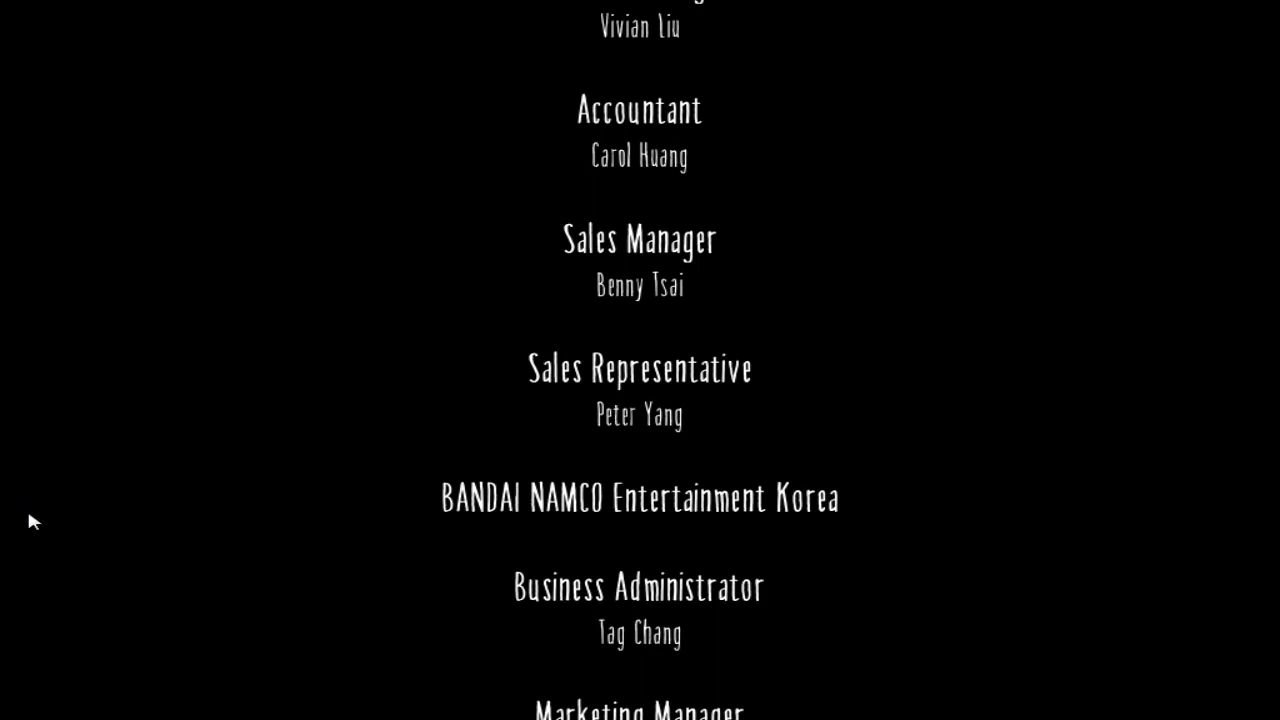 Vivian Liu
Accountant
Carol Huang
Sales Manager
Benny Tsai
Sales Representative
Peter Yang
BANDAI NAMCO Entertainment Korea
Business Administrator
Tag Chang
Marketing Manager